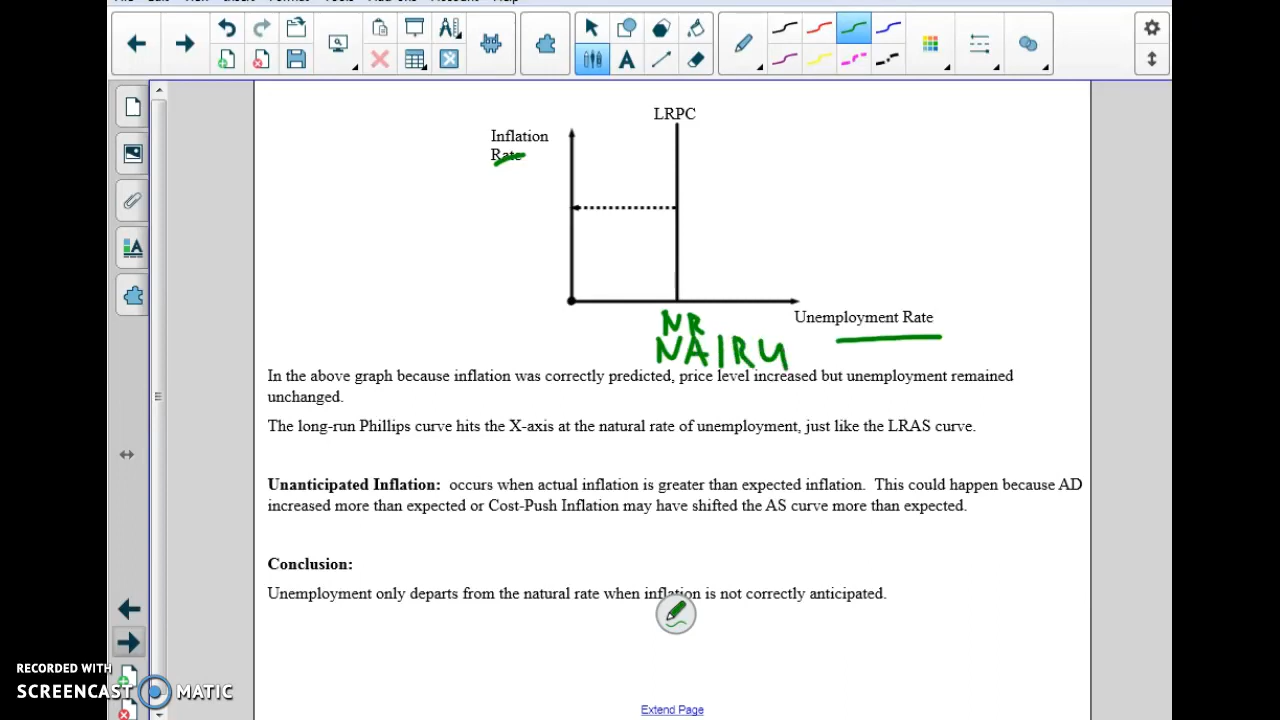 LRPC
Inflation
Rate
Unemployment Rate
NR
NAIRU
In the above graph because inflation was correctly predicted, price level increased but unemployment remained
unchanged.
The long-run Phillips curve hits the X-axis at the natural rate of unemployment, just like the LRAS curve.
Unanticipated Inflation: occurs when actual inflation is greater than expected inflation. This could happen because AD
increased more than expected or Cost-Push Inflation may have shifted the AS curve more than expected.
Conclusion:
Unemployment only departs from the natural rate when inflation is not correctly anticipated.
RECORDED WITH
SCREENCAST MATIC
Extend Page